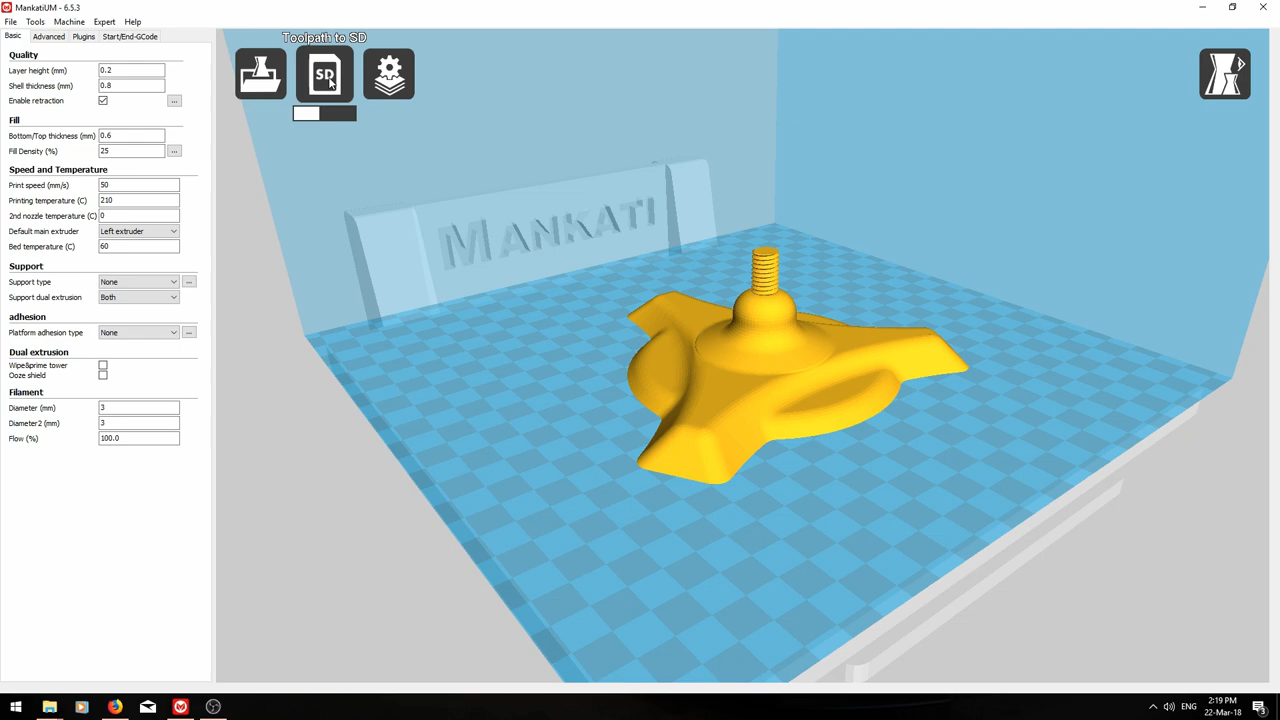 MankatiUM - 6.5.3
File Tools Machine Expert Help
Basic Advanced Plugins Start/End-GCode
Toolpath to SD
SD
Quality
Layer height (mm) 0.2
Shell thickness (mm) 0.8
Enable retraction ...
Fill
Bottom/Top thickness (mm) 0.6
Fill Density (%) 25 ...
Speed and Temperature
Print speed (mm/s) 50
Printing temperature (C) 210
2nd nozzle temperature (C) 0
Default main extruder Left extruder
Bed temperature (C) 60
Support
Support type None ...
Support dual extrusion Both
adhesion
Platform adhesion type None ...
Dual extrusion
Wipe&prime tower
Ooze shield
Filament
Diameter (mm) 3
Diameter2 (mm) 3
Flow (%) 100.0
MANKATI
ENG
2:19 PM
22-Mar-18
3